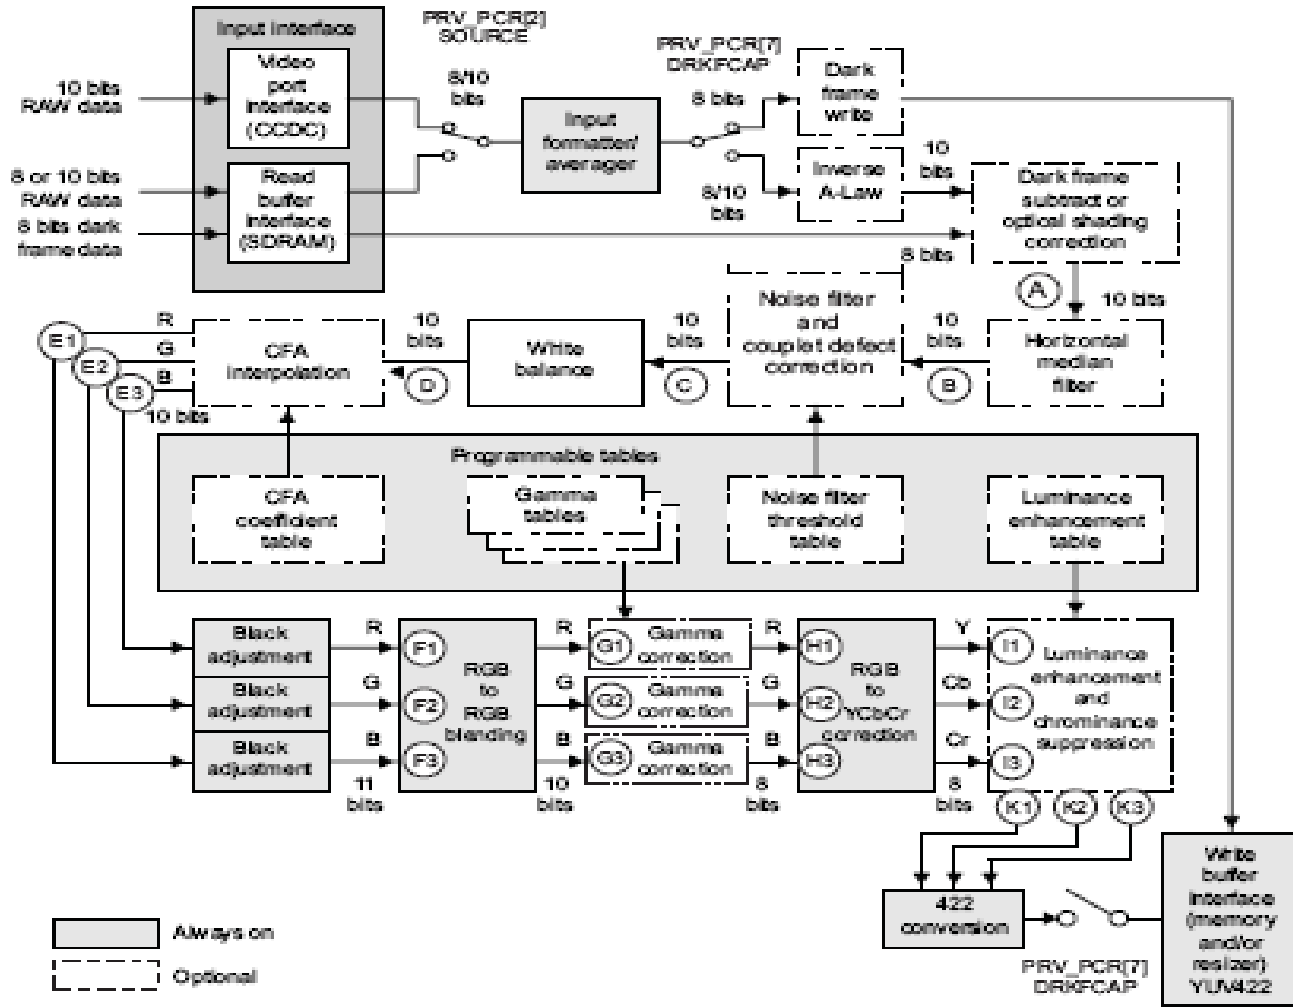 Input Interface
Video
port
interface
(CCDC)
Read
buffer
interface
(SDRAM)
10 bits
RAW data
8 or 10 bits
RAW data
8 bits dark
frame data
PRV_PCR[2]
SOURCE
8/10
bits
Input
formatter/
averager
PRV_PCR[7]
DRKFCAP
8 bits
8/10
bits
Dark
frame
write
Inverse
A-Law
10
bits
8 bits
Dark frame
subtract or
optical shading
correction
A
10 bits
Horizontal
median
filter
10
bits
B
Noise filter
and
couplet defect
correction
10
bits
C
White
balance
10
bits
D
CFA
interpolation
R
G
B
E1
E2
E3
10 bits
Programmable tables
CFA
coefficient
table
Gamma
tables
Noise filter
threshold
table
Luminance
enhancement
table
Black
adjustment
Black
adjustment
Black
adjustment
R
G
B
11
bits
F1
F2
F3
RGB
to
RGB
blending
R
G
B
10
bits
G1
Gamma
correction
G2
Gamma
correction
G3
Gamma
correction
R
G
B
8
bits
H1
H2
H3
RGB
to
YCbCr
correction
Y
Cb
Cr
8
bits
I1
I2
I3
Luminance
enhancement
and
chrominance
suppression
K1
K2
K3
422
conversion
PRV_PCR[7]
DRKFCAP
Write
buffer
interface
(memory
and/or
resizer)
YUV422
Always on
Optional